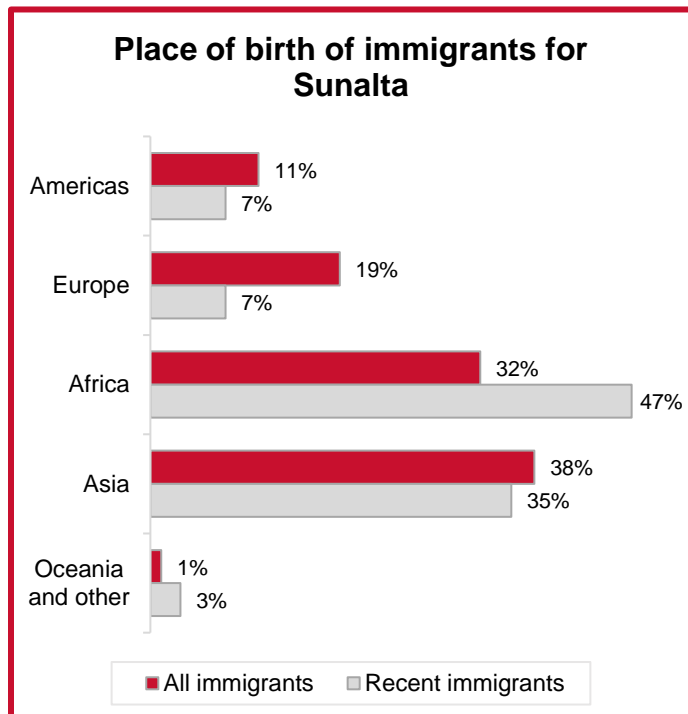 Place of birth of immigrants for
Sunalta
Americas
11%
7%
Europe
19%
7%
Africa
32%
47%
Asia
38%
35%
Oceania
and other
1%
3%
All immigrants
Recent immigrants